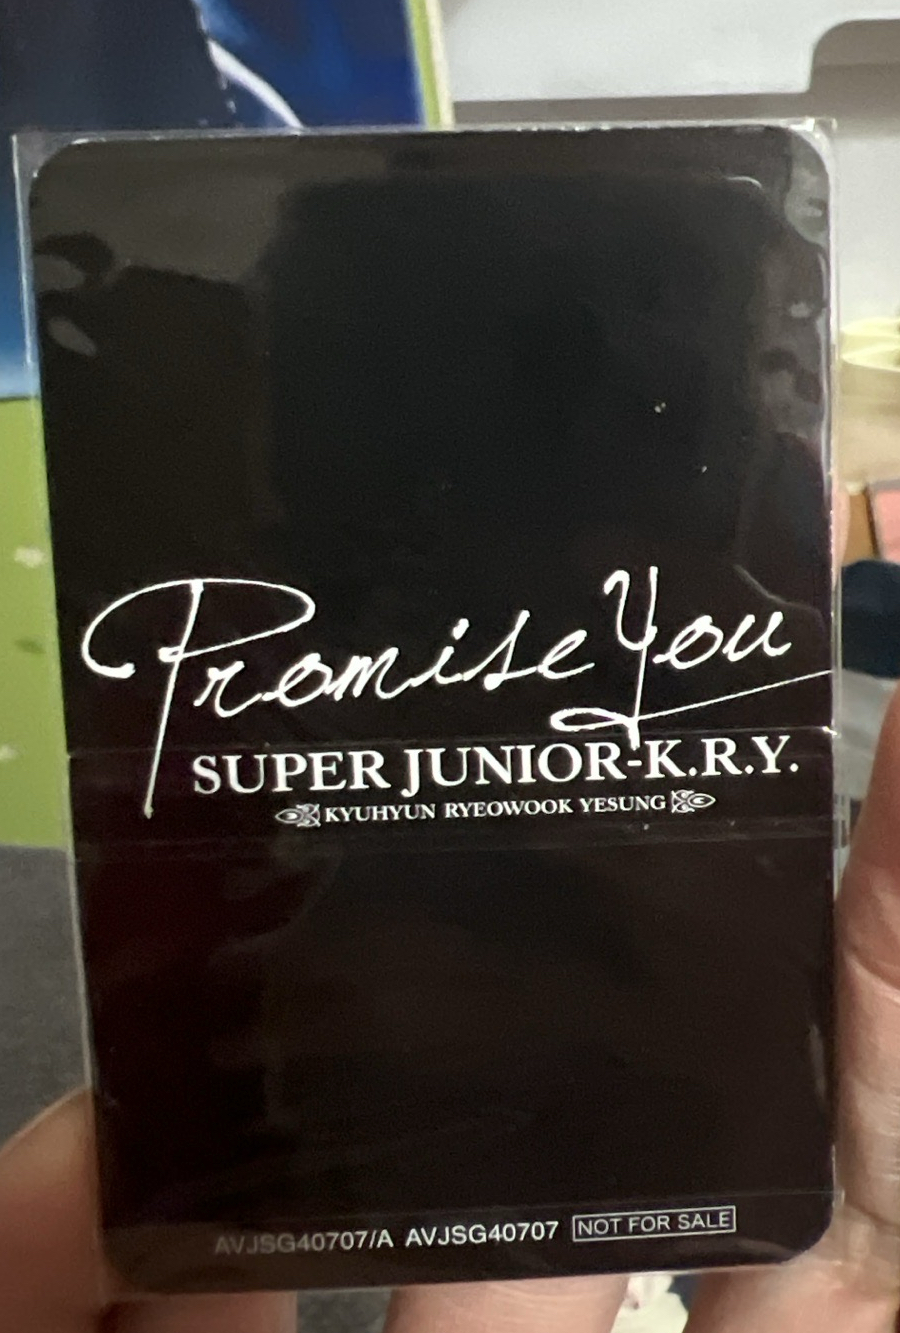 Promise You
SUPER JUNIOR-K.R.Y.
KYUHYUN RYEOWOOK YESUNG
AVJSG40707/A AVJSG40707 NOT FOR SALE